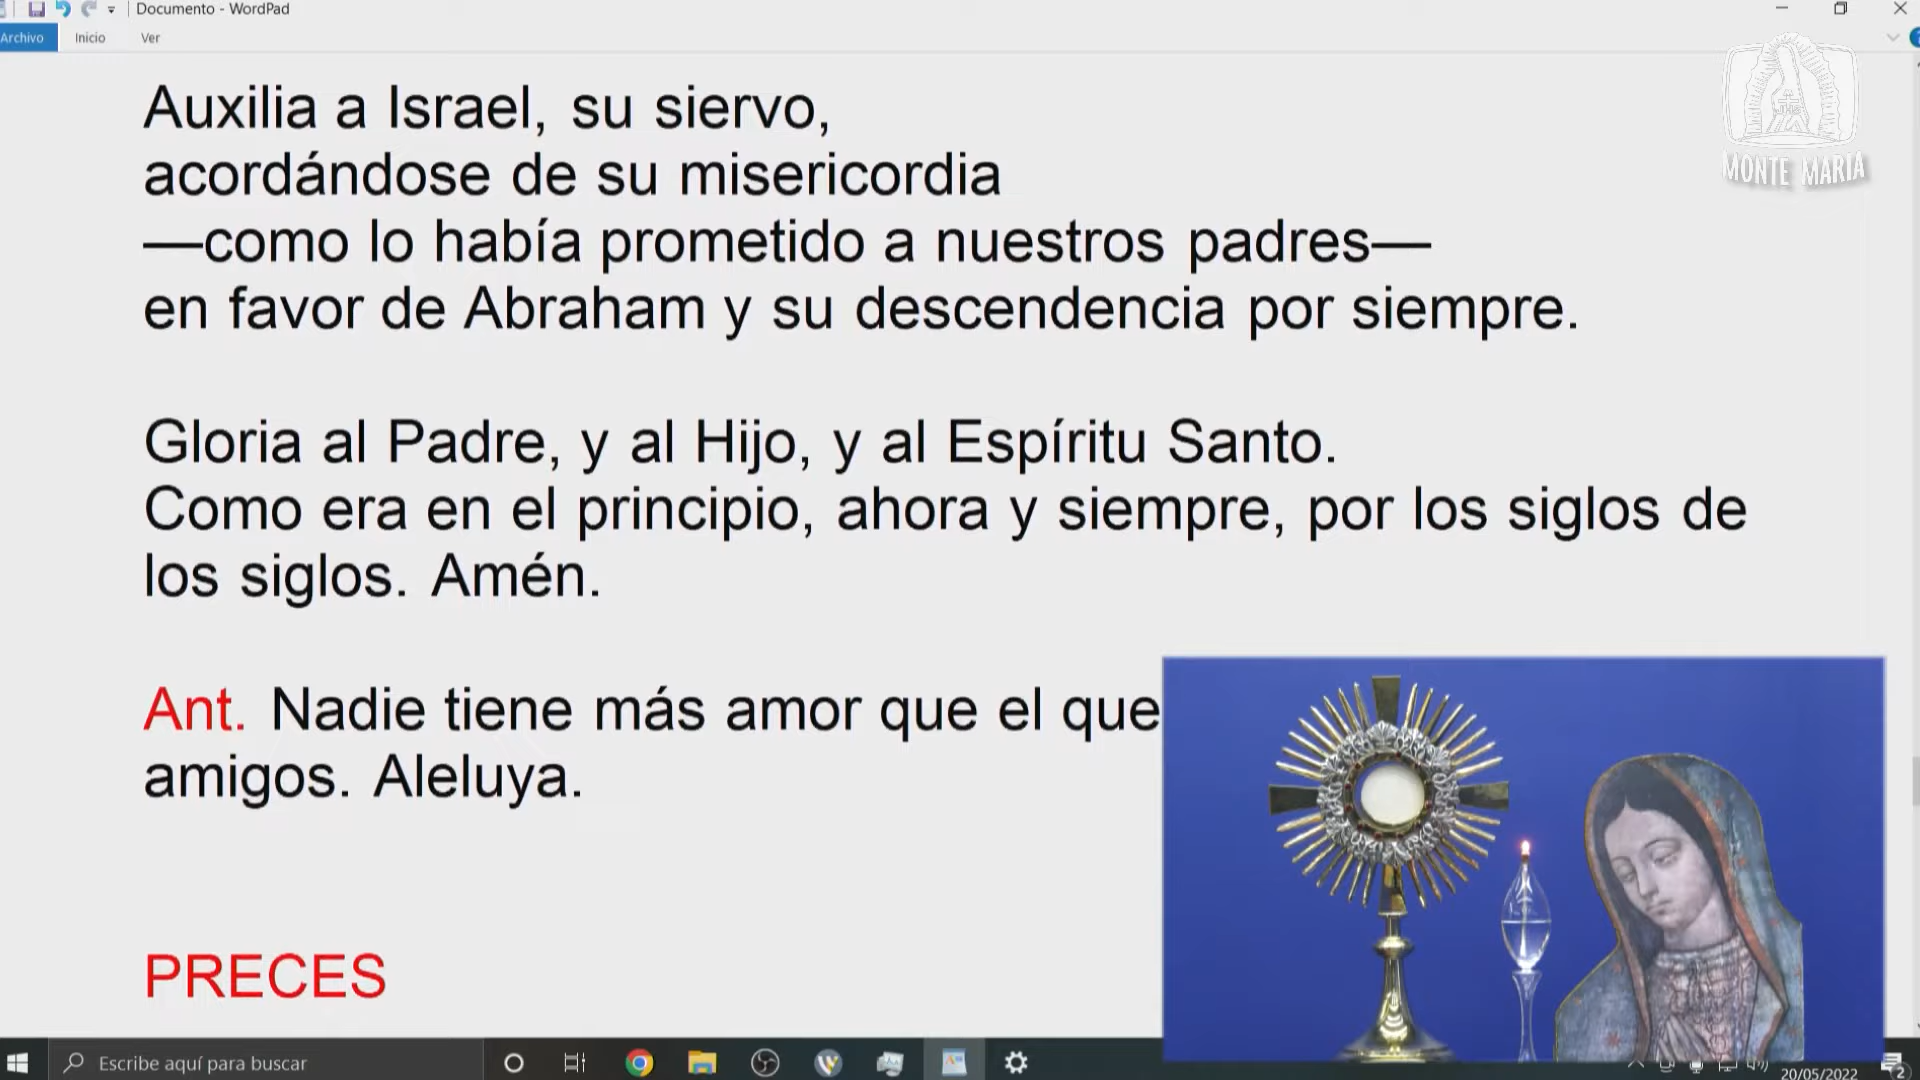 Documento - WordPad
Archivo Inicio Ver
MONTE MARIA
Auxilia a Israel, su siervo,
acordándose de su misericordia
—como lo había prometido a nuestros padres—
en favor de Abraham y su descendencia por siempre.
Gloria al Padre, y al Hijo, y al Espíritu Santo.
Como era en el principio, ahora y siempre, por los siglos de
los siglos. Amén.
Ant. Nadie tiene más amor que el que
amigos. Aleluya.
PRECES
Escribe aquí para buscar
20/05/2022
2